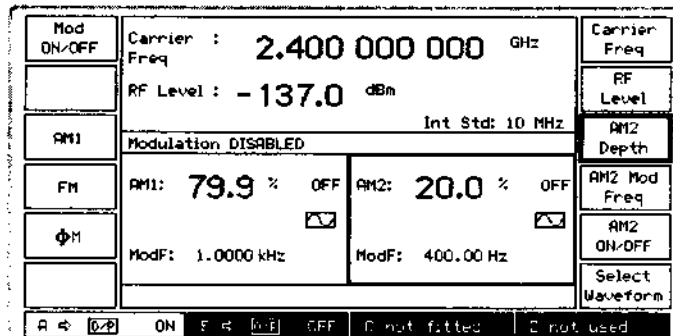 Mod
ON/OFF
AM1
FM
ΦM
Carrier Freq : 2.400 000 000 GHz
RF Level : -137.0 dBm
Int Std: 10 MHz
Modulation DISABLED
AM1: 79.9 % OFF
ModF: 1.0000 kHz
AM2: 20.0 % OFF
ModF: 400.00 Hz
Carrier
Freq
RF
Level
AM2
Depth
AM2 Mod
Freq
AM2
ON/OFF
Select
Waveform
A ⇨ O/P ON
OFF
C not fitted
not used